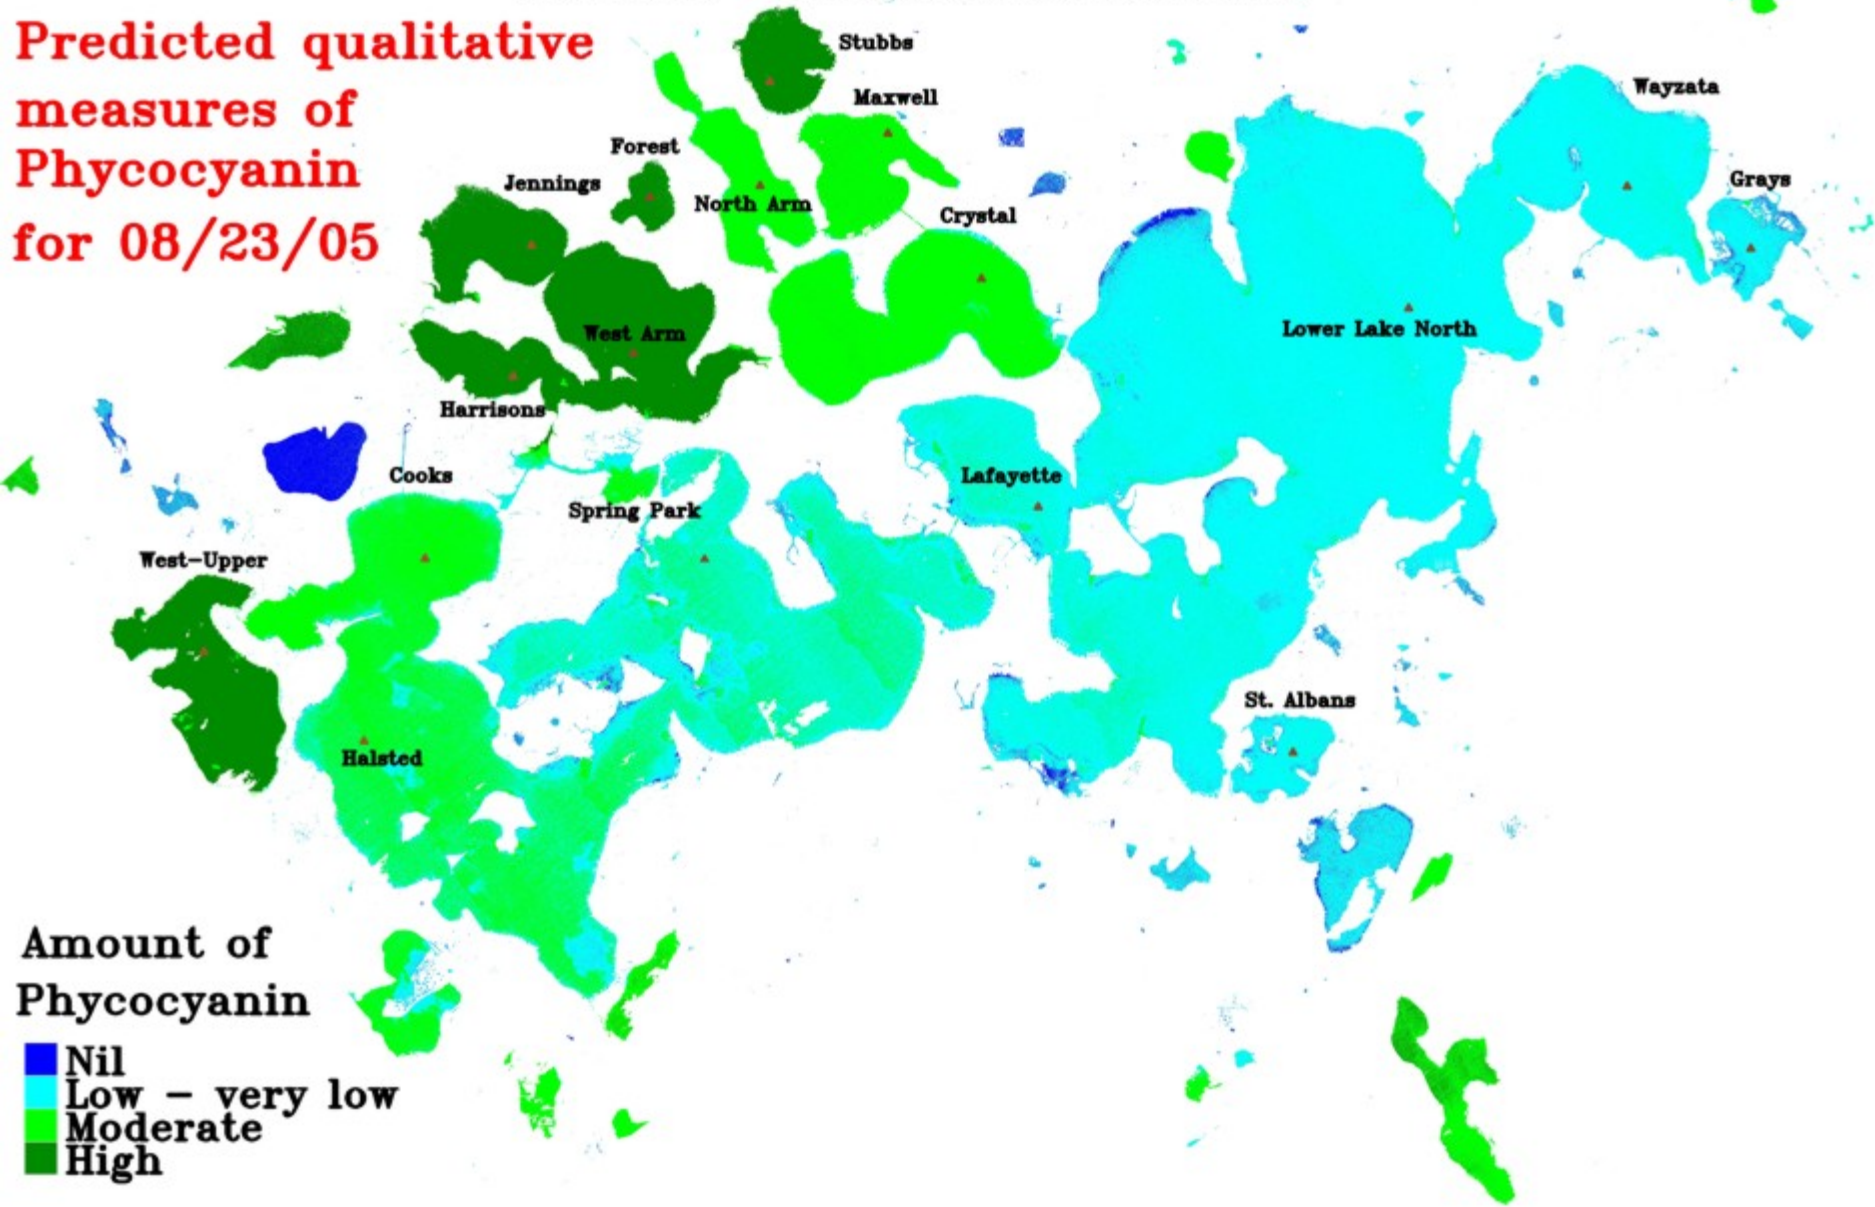 Predicted qualitative
measures of
Phycocyanin
for 08/23/05
Stubbs
Maxwell
Wayzata
Forest
Jennings
Grays
North Arm
Crystal
West Arm
Lower Lake North
Harrisons
Cooks
Lafayette
Spring Park
West-Upper
St. Albans
Halsted
Amount of
Phycocyanin
Nil
Low - very low
Moderate
High